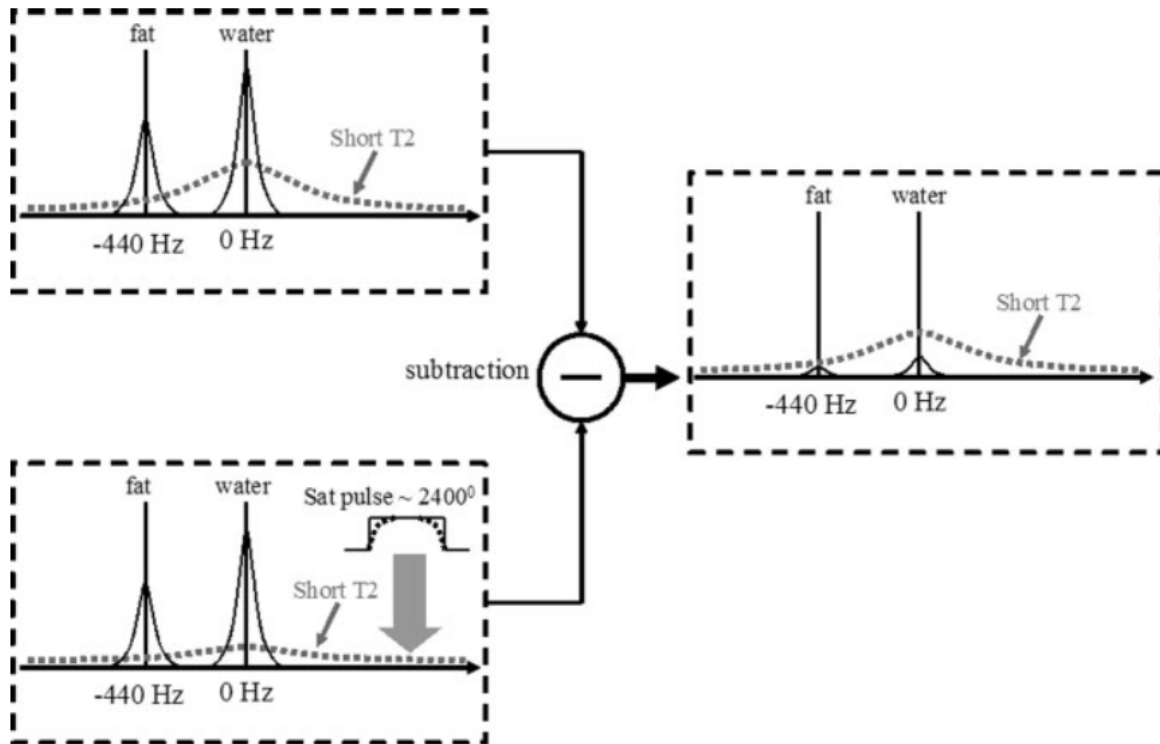 fat water
Short T2
-440 Hz 0 Hz
subtraction
fat water
Short T2
-440 Hz 0 Hz
fat water
Sat pulse ~ 2400⁰
Short T2
-440 Hz 0 Hz